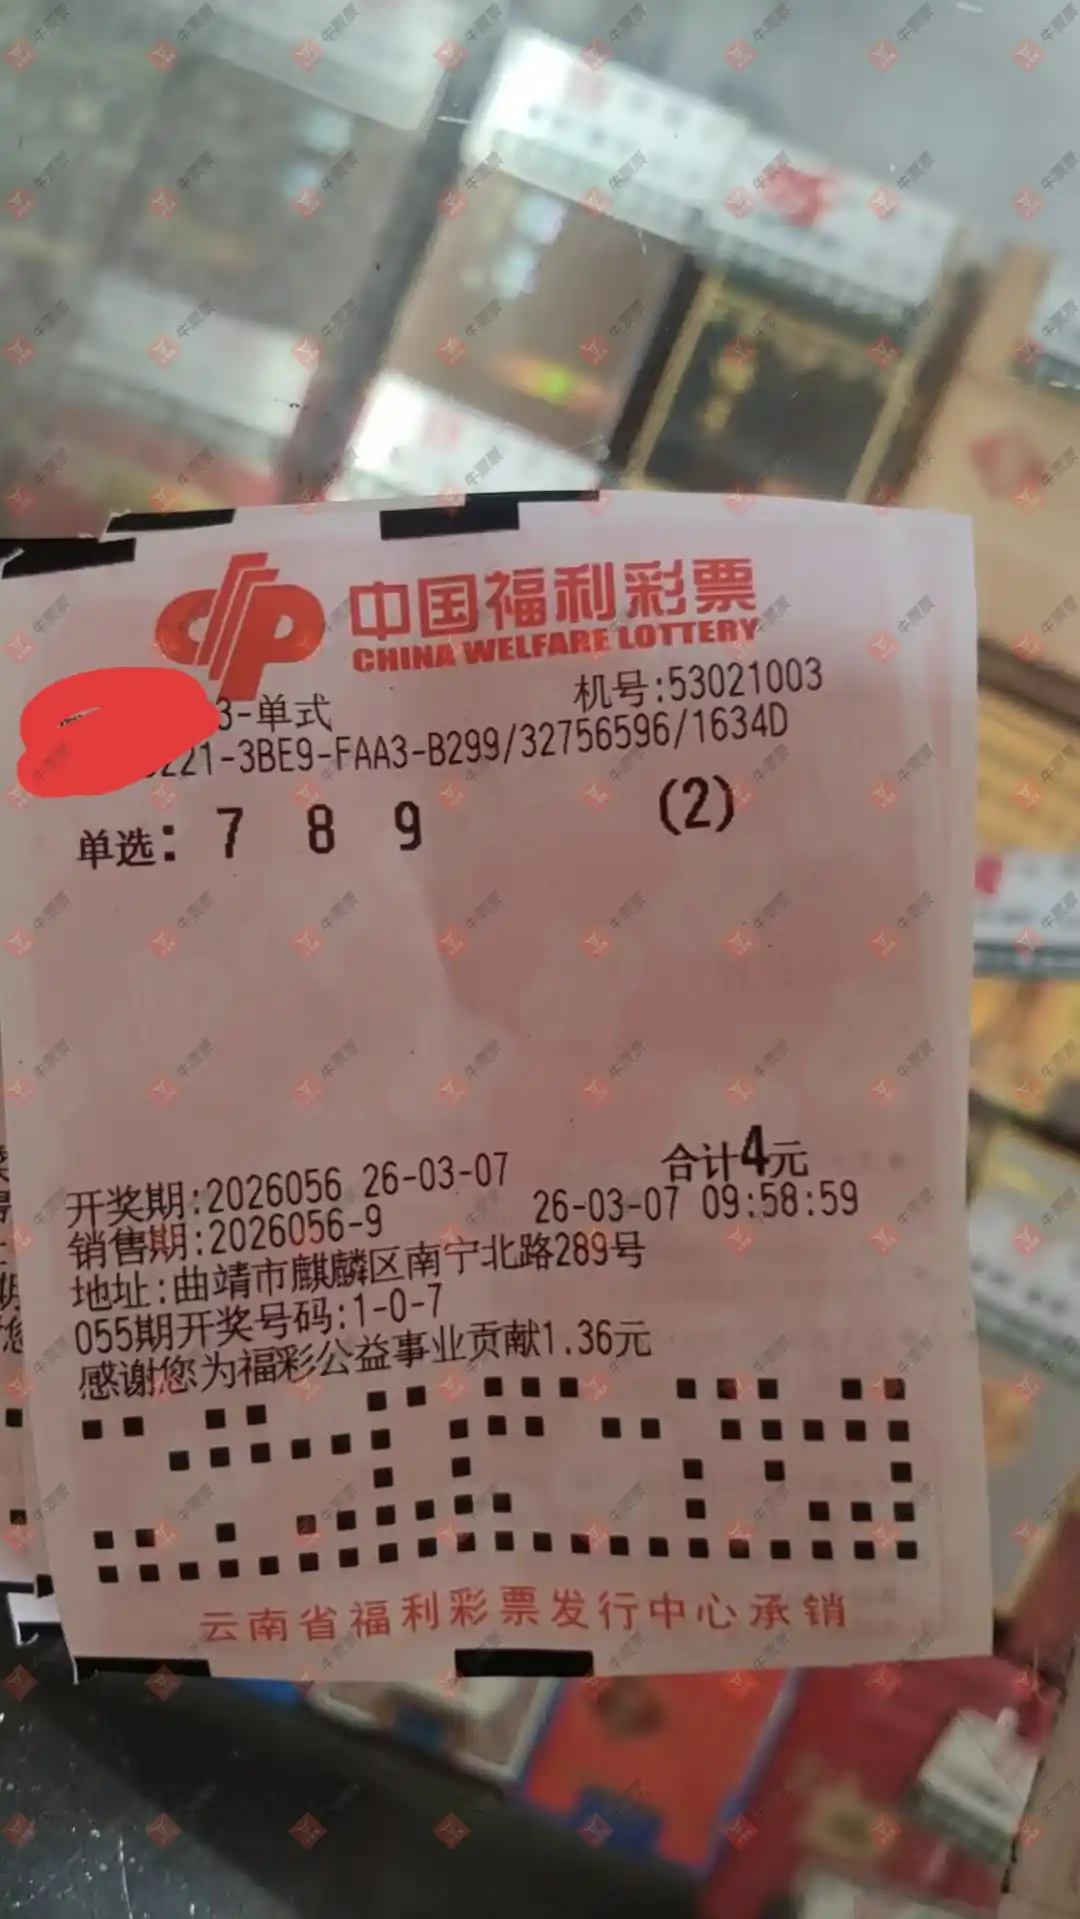 中国福利彩票
CHINA WELFARE LOTTERY
3-单式
机号:53021003
221-3BE9-FAA3-B299/32756596/1634D
单选: 7 8 9 (2)
合计4元
开奖期:2026056 26-03-07
销售期:2026056-9 26-03-07 09:58:59
地址:曲靖市麒麟区南宁北路289号
055期开奖号码:1-0-7
感谢您为福彩公益事业贡献1.36元
云南省福利彩票发行中心承销